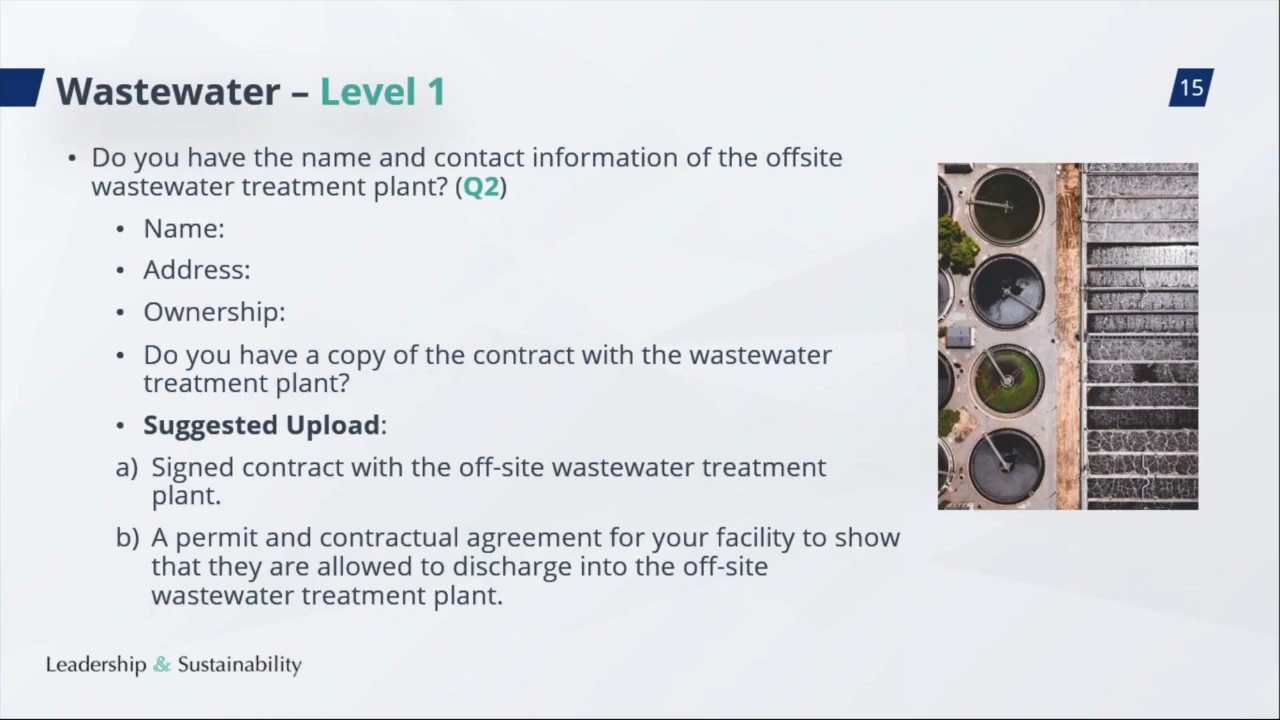 Wastewater – Level 1
15
• Do you have the name and contact information of the offsite
wastewater treatment plant? (Q2)
• Name:
• Address:
• Ownership:
• Do you have a copy of the contract with the wastewater
treatment plant?
• Suggested Upload:
a) Signed contract with the off-site wastewater treatment
plant.
b) A permit and contractual agreement for your facility to show
that they are allowed to discharge into the off-site
wastewater treatment plant.
Leadership & Sustainability